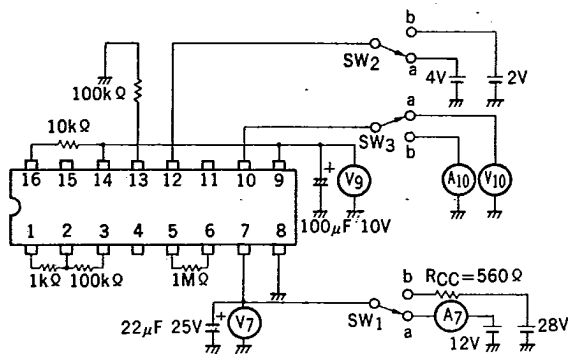 b
SW2
a
4V
2V
100kΩ
10kΩ
a
SW3
b
16 15 14 13 12 11 10 9
V9
A10
V10
100μF 10V
1 2 3 4 5 6 7 8
1kΩ
100kΩ
1MΩ
b
RCC=560Ω
+
22μF 25V
V7
SW1
a
A7
12V
28V